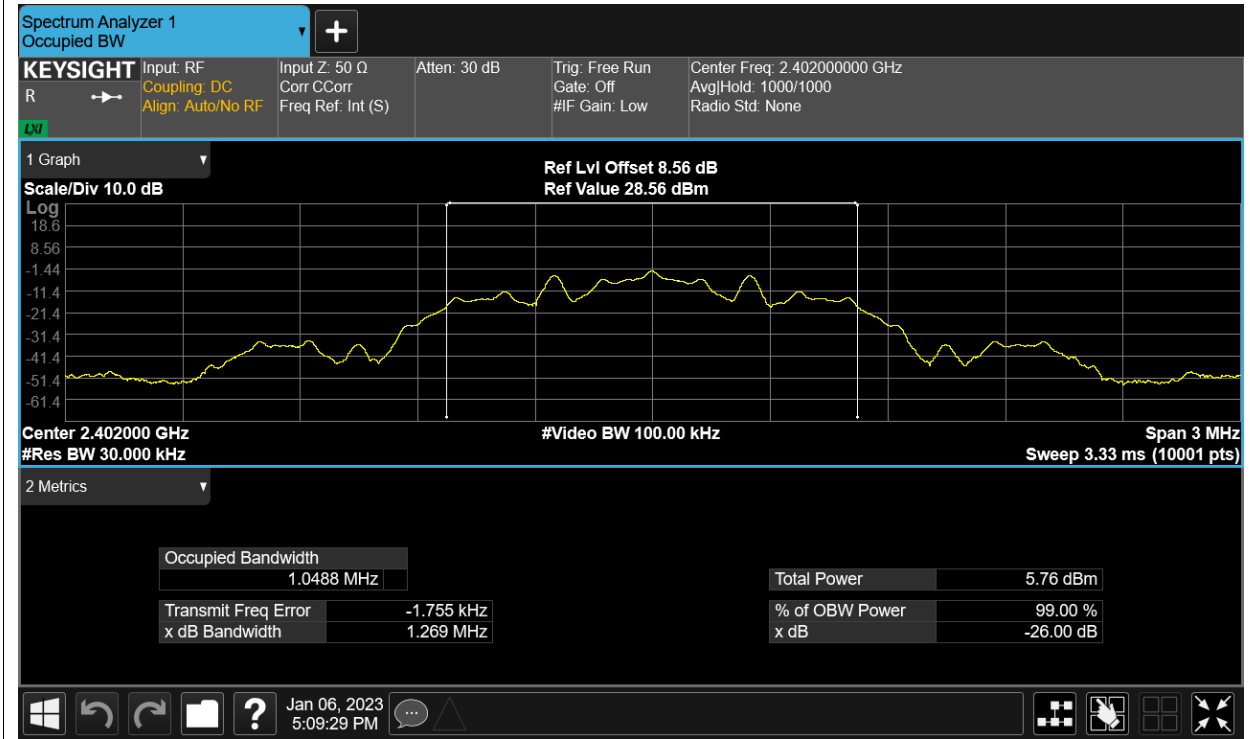 Spectrum Analyzer 1
Occupied BW
KEYSIGHT
R
LXI
Input: RF
Coupling: DC
Align: Auto/No RF
Input Z: 50 Ω
Corr CCorr
Freq Ref: Int (S)
Atten: 30 dB
Trig: Free Run
Gate: Off
#IF Gain: Low
Center Freq: 2.402000000 GHz
Avg|Hold: 1000/1000
Radio Std: None
1 Graph
Scale/Div 10.0 dB
Ref Lvl Offset 8.56 dB
Ref Value 28.56 dBm
Log
18.6
8.56
-1.44
-11.4
-21.4
-31.4
-41.4
-51.4
-61.4
Center 2.402000 GHz
#Video BW 100.00 kHz
Span 3 MHz
#Res BW 30.000 kHz
Sweep 3.33 ms (10001 pts)
2 Metrics
Occupied Bandwidth
1.0488 MHz
Total Power 5.76 dBm
Transmit Freq Error -1.755 kHz
% of OBW Power 99.00 %
x dB Bandwidth 1.269 MHz
x dB -26.00 dB
?
Jan 06, 2023
5:09:29 PM